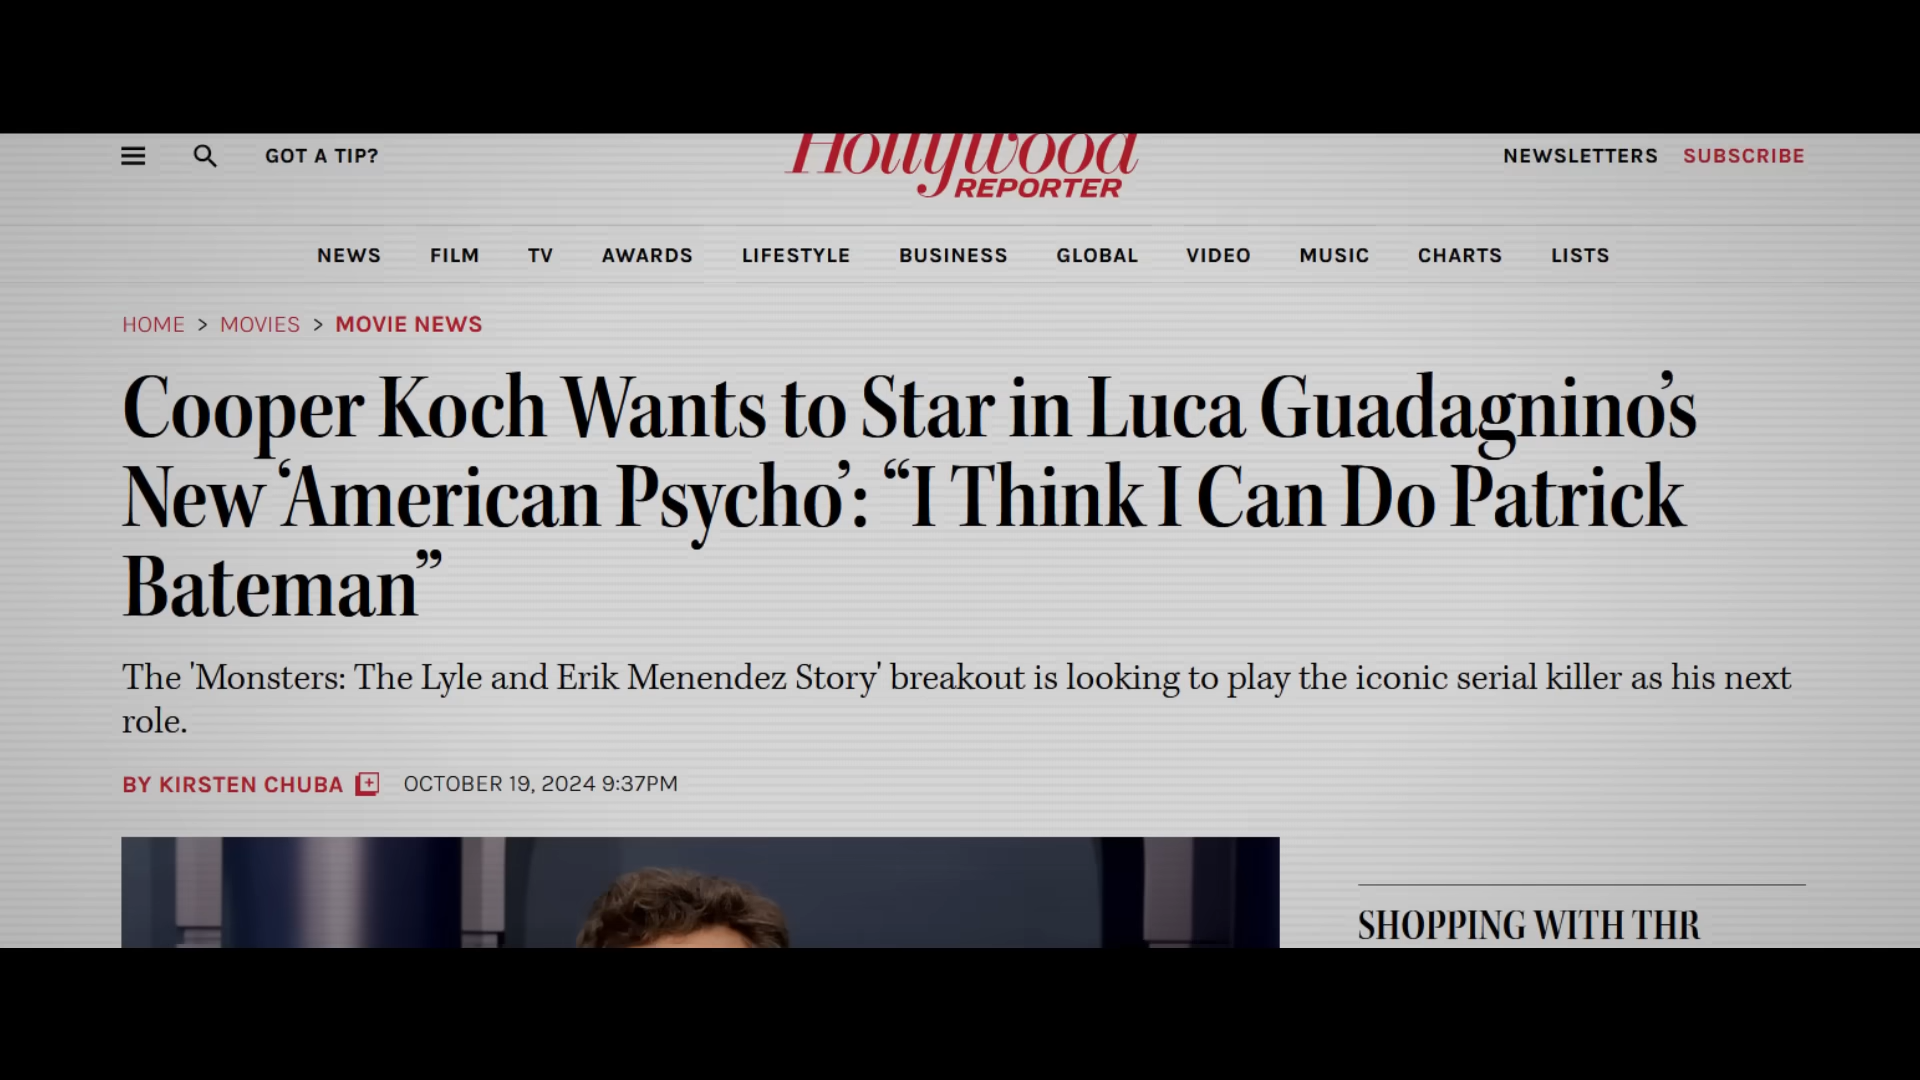 GOT A TIP?
Hollywood
REPORTER
NEWSLETTERS SUBSCRIBE
NEWS FILM TV AWARDS LIFESTYLE BUSINESS GLOBAL VIDEO MUSIC CHARTS LISTS
HOME > MOVIES > MOVIE NEWS
Cooper Koch Wants to Star in Luca Guadagnino’s
New ‘American Psycho’: “I Think I Can Do Patrick
Bateman”
The 'Monsters: The Lyle and Erik Menendez Story' breakout is looking to play the iconic serial killer as his next
role.
BY KIRSTEN CHUBA OCTOBER 19, 2024 9:37PM
SHOPPING WITH THR